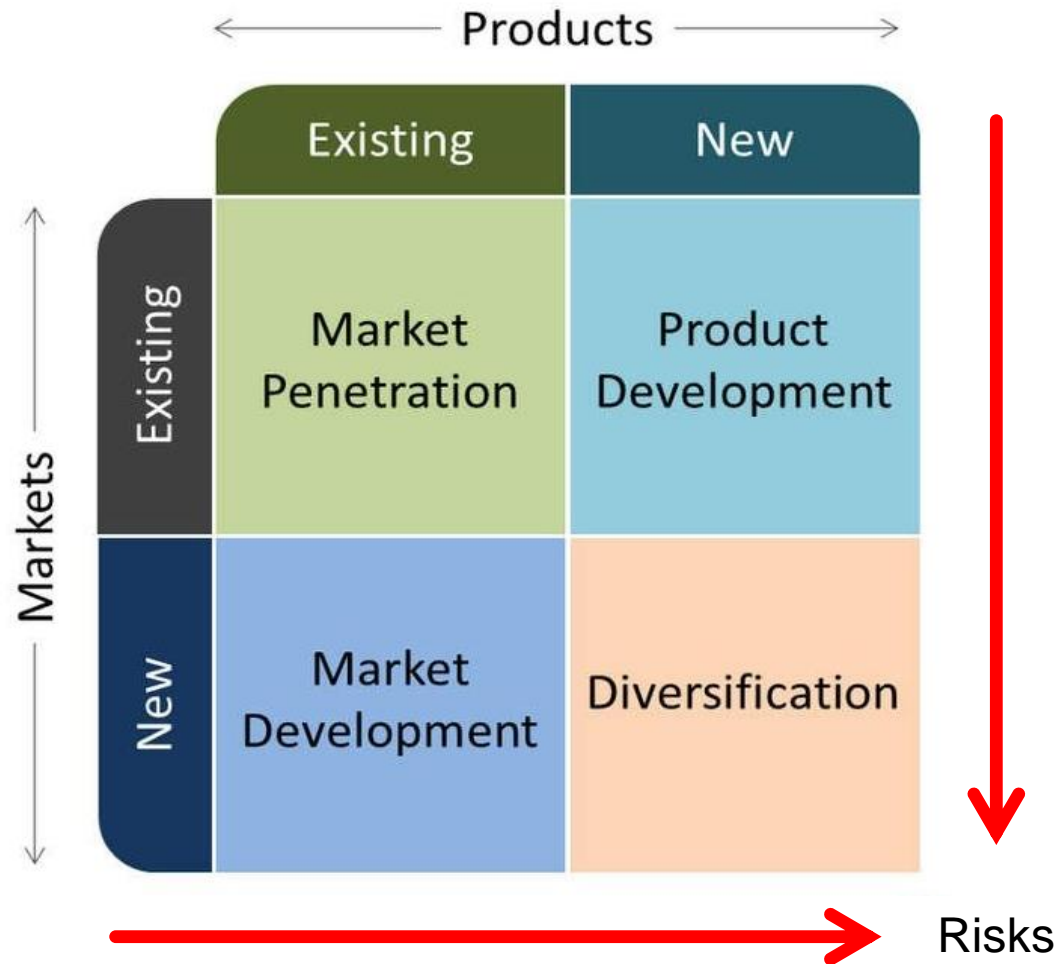 Products
Existing
New
Markets
Existing
Market
Penetration
Product
Development
New
Market
Development
Diversification
Risks